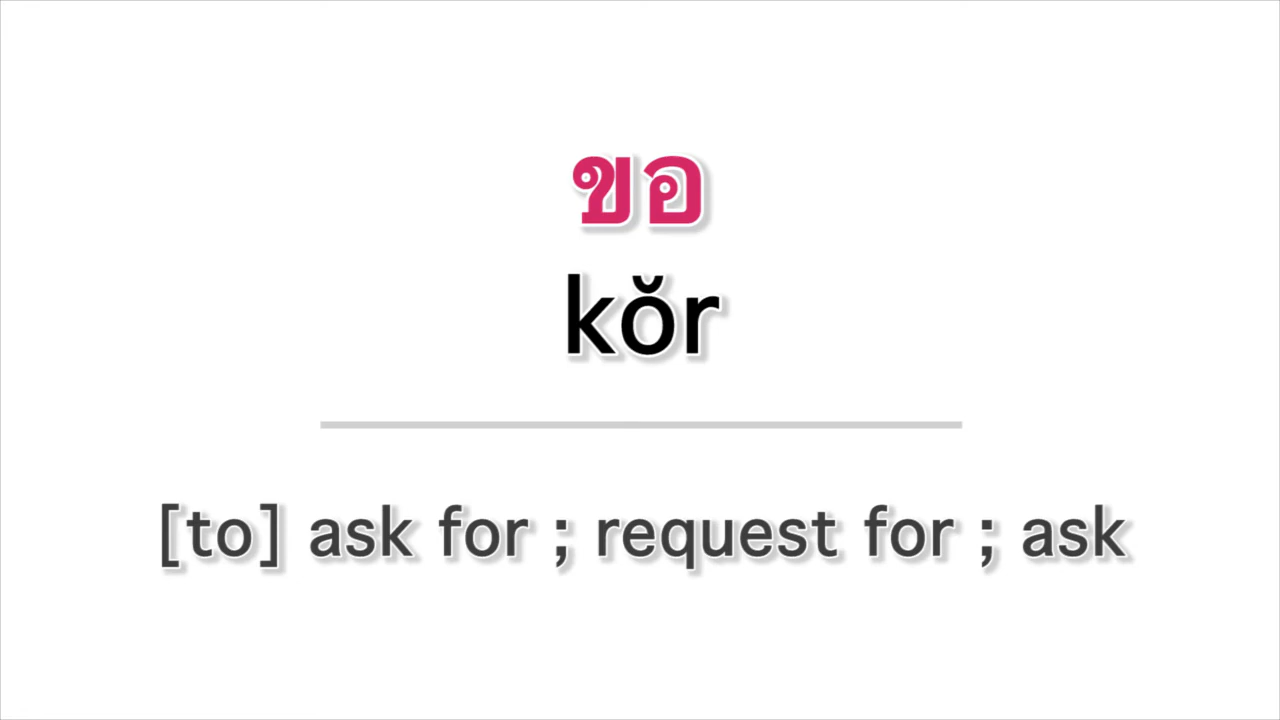 ขอ
kŏr
[to] ask for ; request for ; ask